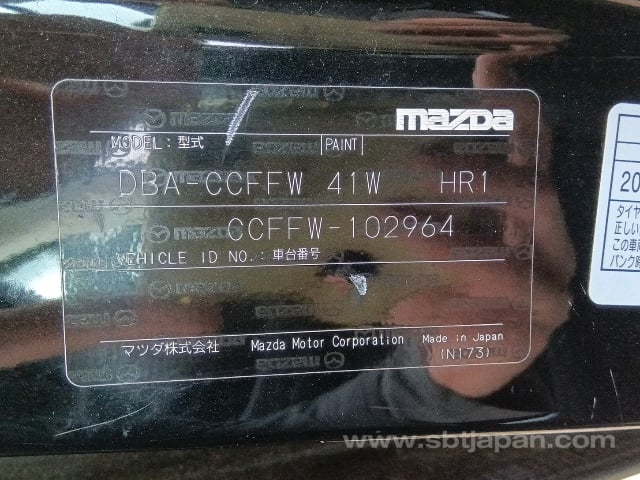 mazda
MODEL: 型式 PAINT
DBA-CCFFW 41W HR1
CCFFW-102964
VEHICLE ID NO.: 車台番号
マツダ株式会社 Mazda Motor Corporation Made in Japan
(N173)
20
タイヤ
正しい
この車両
パンク
www.sbtjapan.com